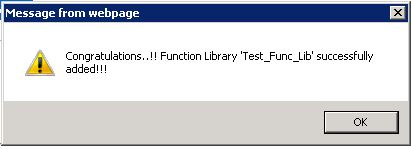 Message from webpage
Congratulations..!! Function Library 'Test_Func_Lib' successfully
added!!!
OK